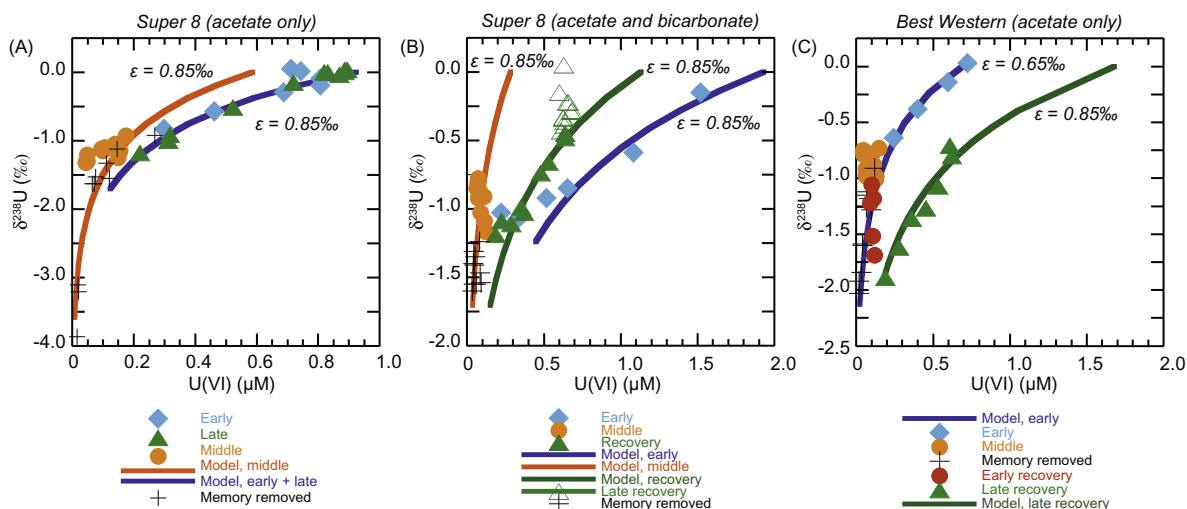 Super 8 (acetate only)
(A)
0.0
-1.0
-2.0
-3.0
-4.0
δ²³⁸U (‰)
ε = 0.85‰
ε = 0.85‰
0
0.2
0.4
0.6
0.8
1.0
U(VI) (µM)
Early
Late
Middle
Model, middle
Model, early + late
Memory removed
Super 8 (acetate and bicarbonate)
(B)
0.0
-0.5
-1.0
-1.5
-2.0
δ²³⁸U (‰)
ε = 0.85‰
ε = 0.85‰
ε = 0.85‰
0
0.5
1.0
1.5
2.0
U(VI) (µM)
Early
Middle
Recovery
Model, early
Model, middle
Model, recovery
Late recovery
Memory removed
Best Western (acetate only)
(C)
0.0
-0.5
-1.0
-1.5
-2.0
-2.5
δ²³⁸U (‰)
ε = 0.65‰
ε = 0.85‰
0
0.5
1.0
1.5
2.0
U(VI) (µM)
Model, early
Early
Middle
Memory removed
Early recovery
Late recovery
Model, late recovery